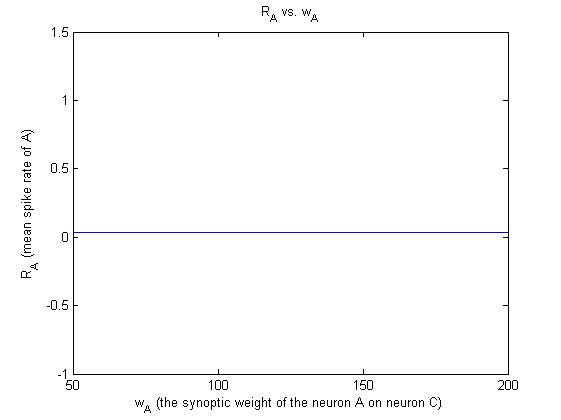 R_A vs. w_A
1.5
1
0.5
0
-0.5
-1
R_A (mean spike rate of A)
50 100 150 200
w_A (the synoptic weight of the neuron A on neuron C)